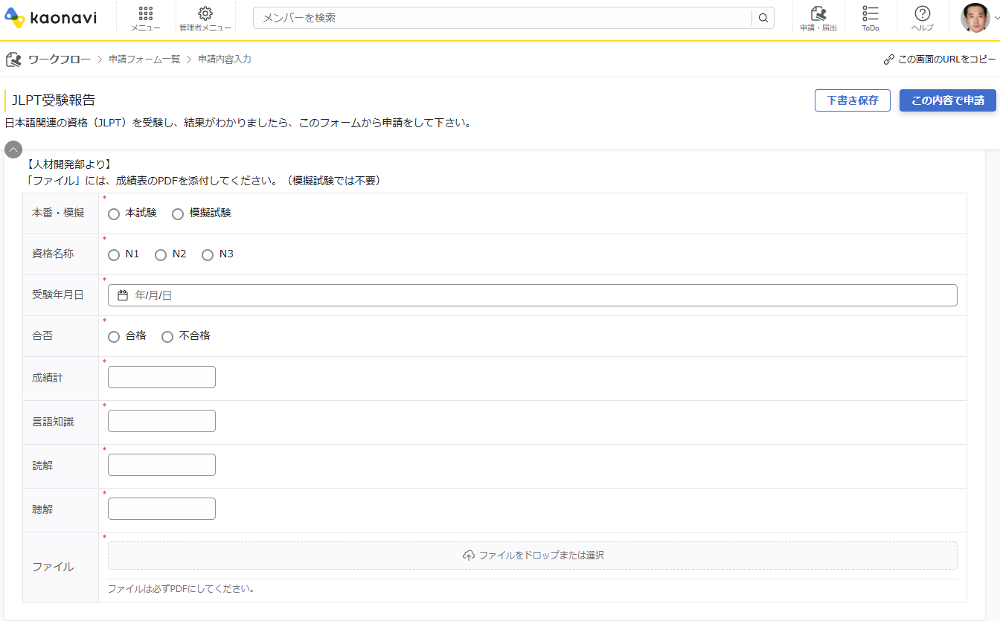 kaonavi
メニュー
管理者メニュー
メンバーを検索
申請・届出
ToDo
ヘルプ
ワークフロー > 申請フォーム一覧 > 申請内容入力
この画面のURLをコピー
JLPT受験報告
下書き保存
この内容で申請
日本語関連の資格（JLPT）を受験し、結果がわかりましたら、このフォームから申請をして下さい。
【人材開発部より】
「ファイル」には、成績表のPDFを添付してください。（模擬試験では不要）
本番・模擬 * 本試験 模擬試験
資格名称 * N1 N2 N3
受験年月日 * 年/月/日
合否 * 合格 不合格
成績計 *
言語知識 *
読解 *
聴解 *
ファイル * ファイルをドロップまたは選択
ファイルは必ずPDFにしてください。